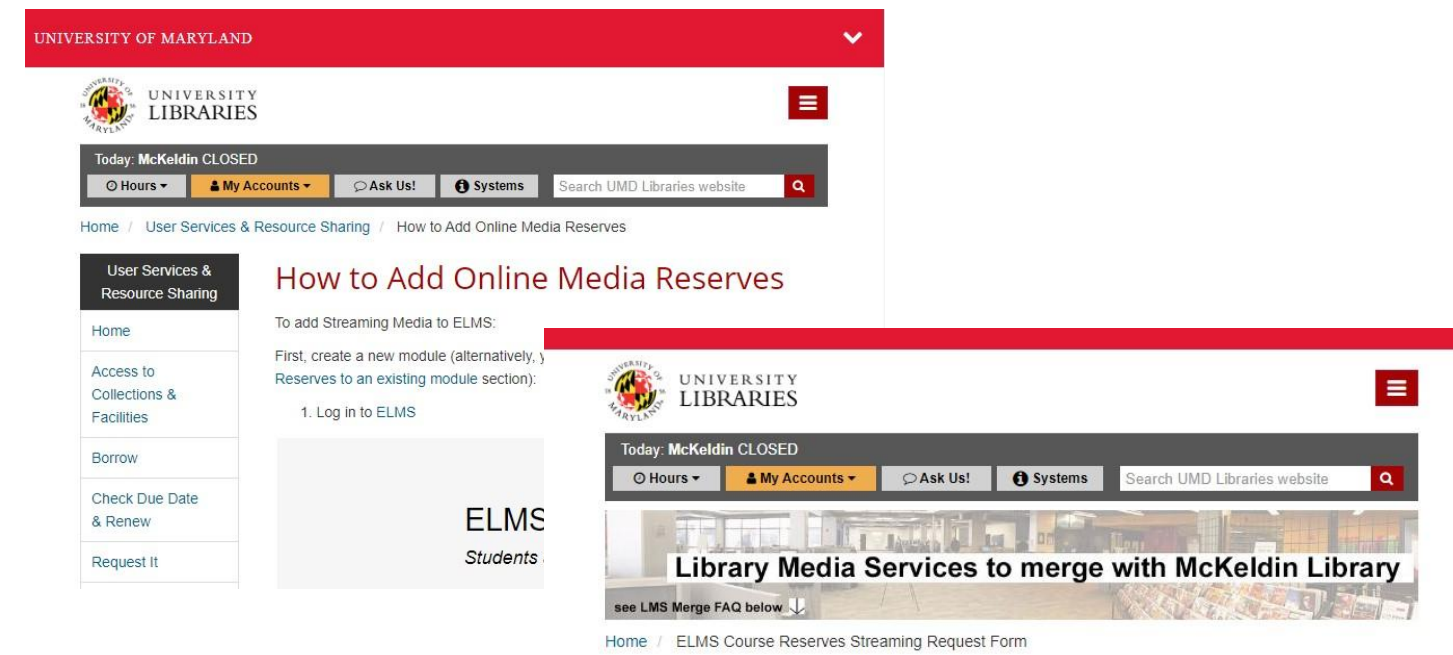 UNIVERSITY OF MARYLAND
UNIVERSITY
LIBRARIES
Today: McKeldin CLOSED
Hours
My Accounts
Ask Us!
Systems
Search UMD Libraries website
Home / User Services & Resource Sharing / How to Add Online Media Reserves
User Services &
Resource Sharing
Home
Access to
Collections &
Facilities
Borrow
Check Due Date
& Renew
Request It
How to Add Online Media Reserves
To add Streaming Media to ELMS:
First, create a new module (alternatively,
Reserves to an existing module section):
1. Log in to ELMS
ELMS
Students
UNIVERSITY
LIBRARIES
Today: McKeldin CLOSED
Hours
My Accounts
Ask Us!
Systems
Search UMD Libraries website
Library Media Services to merge with McKeldin Library
see LMS Merge FAQ below
Home / ELMS Course Reserves Streaming Request Form